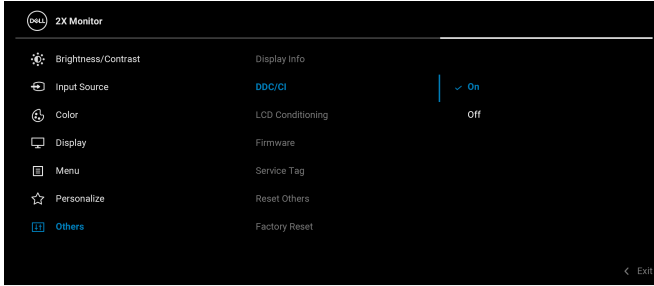 DELL 2X Monitor
Brightness/Contrast Display Info
Input Source DDC/CI On
Color LCD Conditioning Off
Display Firmware
Menu Service Tag
Personalize Reset Others
Others Factory Reset
Exit